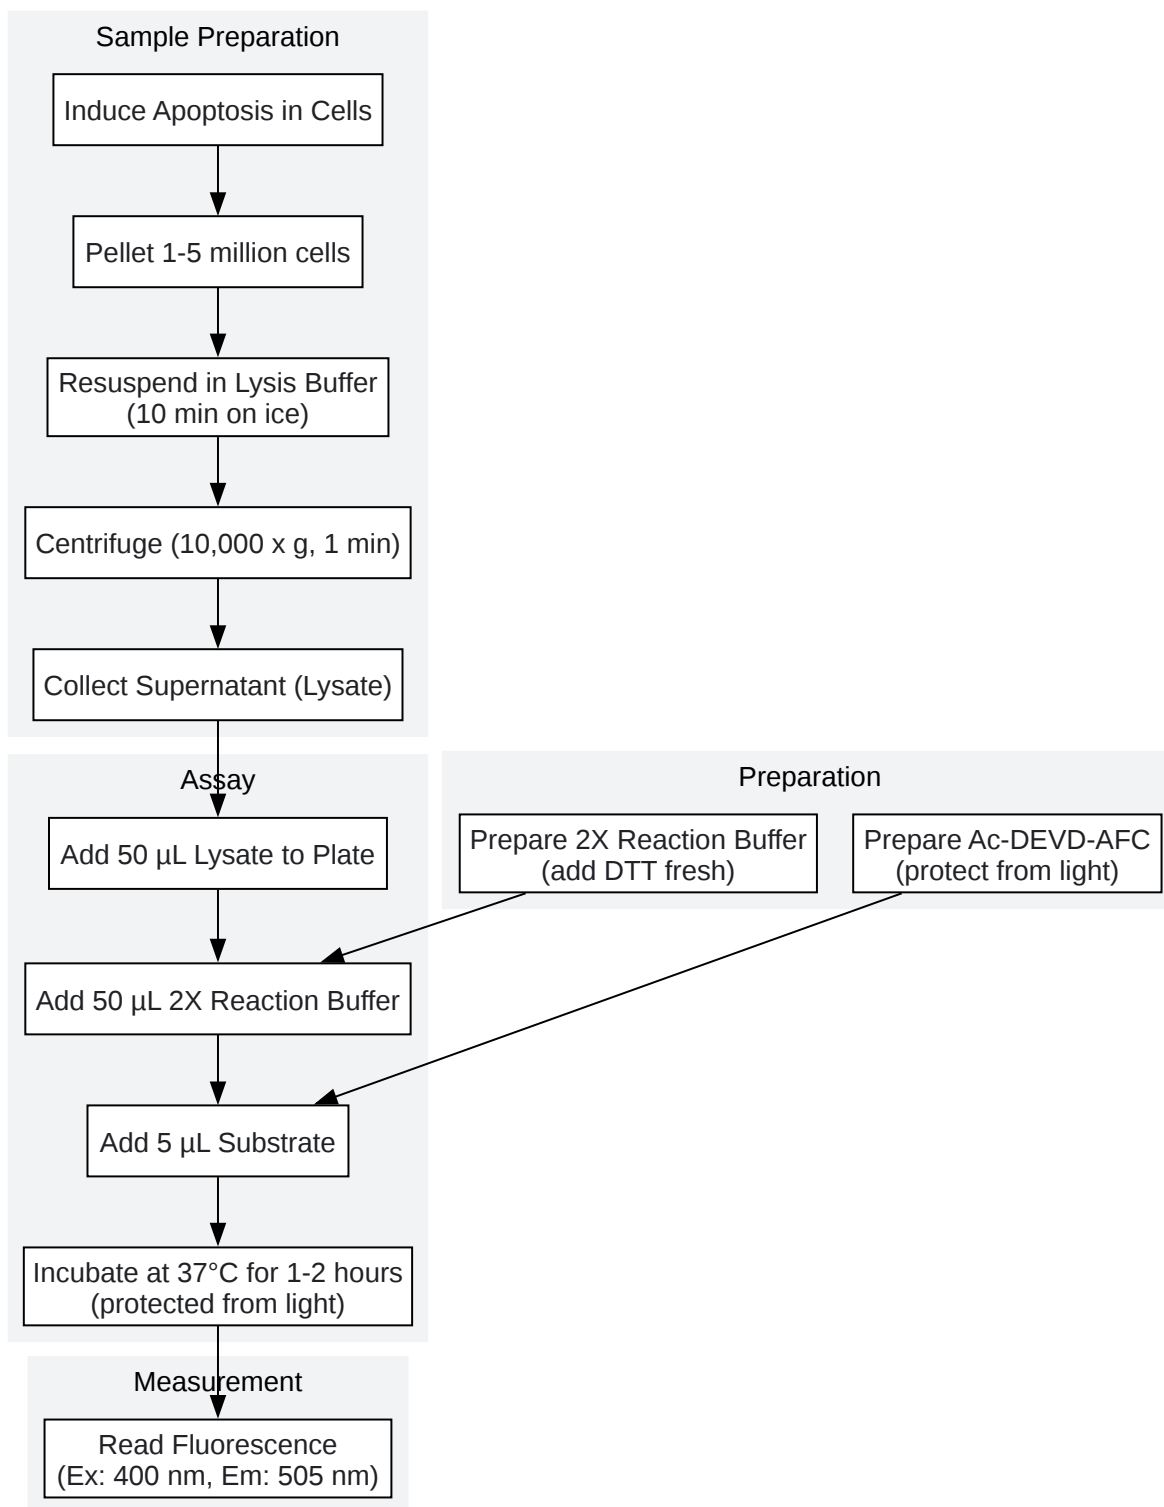 Sample Preparation
Induce Apoptosis in Cells
Pellet 1-5 million cells
Resuspend in Lysis Buffer
(10 min on ice)
Centrifuge (10,000 x g, 1 min)
Collect Supernatant (Lysate)
Assay
Add 50 µL Lysate to Plate
Preparation
Prepare 2X Reaction Buffer
(add DTT fresh)
Prepare Ac-DEVD-AFC
(protect from light)
Add 50 µL 2X Reaction Buffer
Add 5 µL Substrate
Incubate at 37°C for 1-2 hours
(protected from light)
Measurement
Read Fluorescence
(Ex: 400 nm, Em: 505 nm)